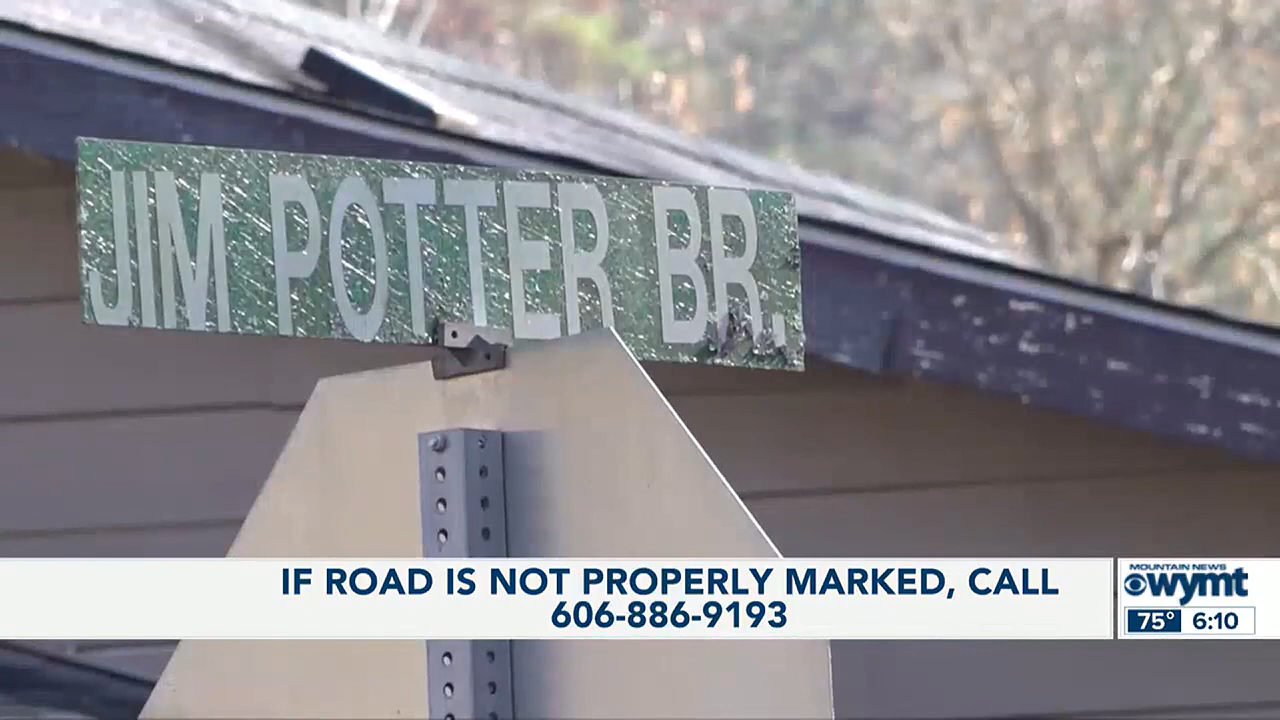 JIM POTTER BR.
IF ROAD IS NOT PROPERLY MARKED, CALL
606-886-9193
MOUNTAIN NEWS
wymt
75° 6:10